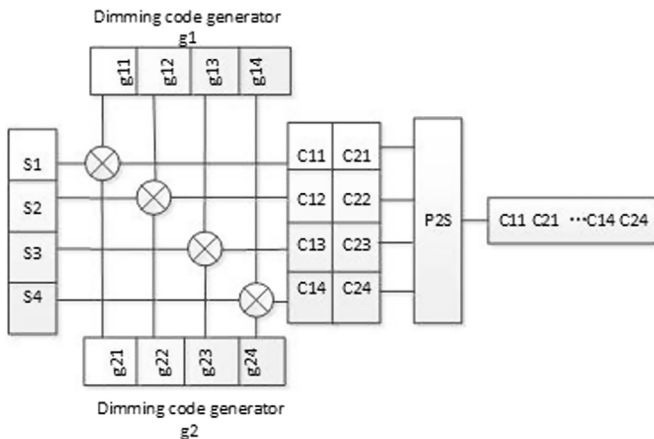 Dimming code generator
g1
g11 g12 g13 g14
S1
S2
S3
S4
C11 C21
C12 C22
C13 C23
C14 C24
P2S
C11 C21 ···C14 C24
g21 g22 g23 g24
Dimming code generator
g2